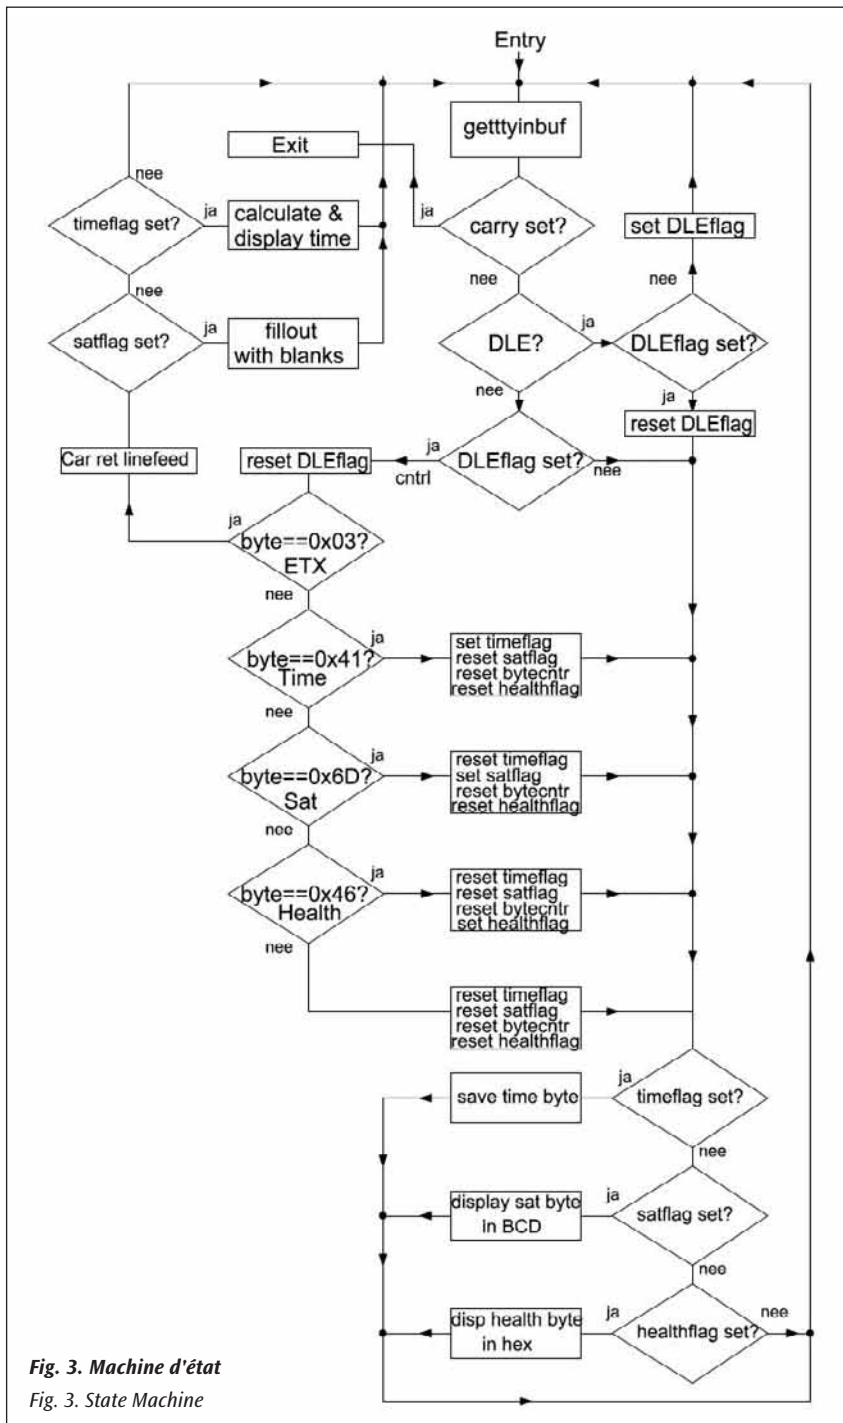 Entry
getttyinbuf
Exit
nee
timeflag set?
ja
calculate &
display time
ja
carry set?
set DLEflag
nee
nee
nee
satflag set?
ja
fillout
with blanks
DLE?
ja
DLEflag set?
nee
ja
reset DLEflag
Car ret linefeed
reset DLEflag
ja
cntrl
DLEflag set?
nee
ja
byte==0x03?
ETX
nee
byte==0x41?
Time
ja
set timeflag
reset satflag
reset bytecntr
reset healthflag
nee
byte==0x6D?
Sat
ja
reset timeflag
set satflag
reset bytecntr
reset healthflag
nee
byte==0x46?
Health
ja
reset timeflag
reset satflag
reset bytecntr
set healthflag
nee
reset timeflag
reset satflag
reset bytecntr
reset healthflag
save time byte
ja
timeflag set?
nee
display sat byte
in BCD
ja
satflag set?
nee
disp health byte
in hex
ja
healthflag set?
nee
Fig. 3. Machine d'état
Fig. 3. State Machine